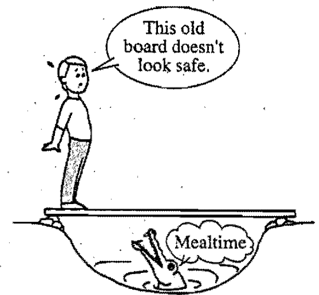 This old
board doesn't
look safe.
Mealtime